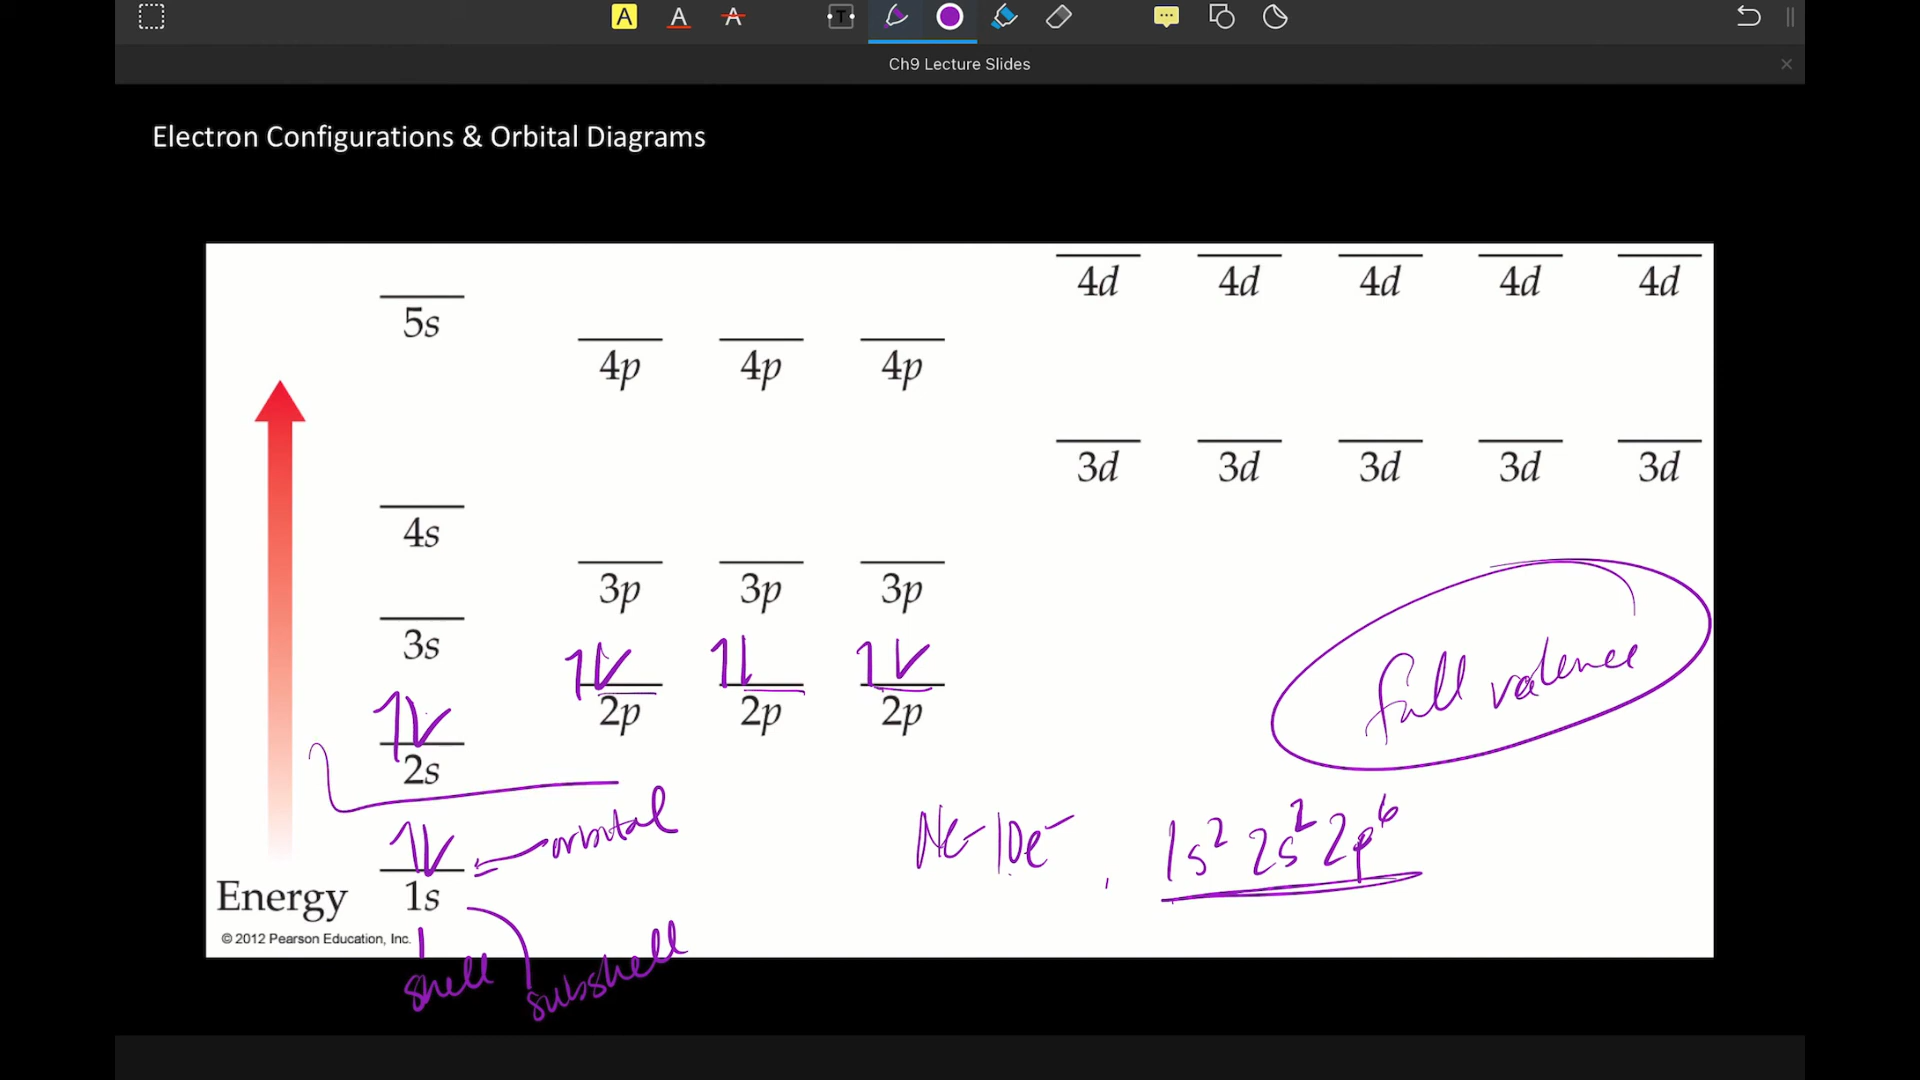 A A A T
Ch9 Lecture Slides
Electron Configurations & Orbital Diagrams
4d 4d 4d 4d 4d
5s
4p 4p 4p
3d 3d 3d 3d 3d
4s
3p 3p 3p
3s
full valence
2p 2p 2p
2s
orbital
Ne - 10e⁻ 1s² 2s² 2p⁶
1s
Energy
© 2012 Pearson Education, Inc.
shell subshell